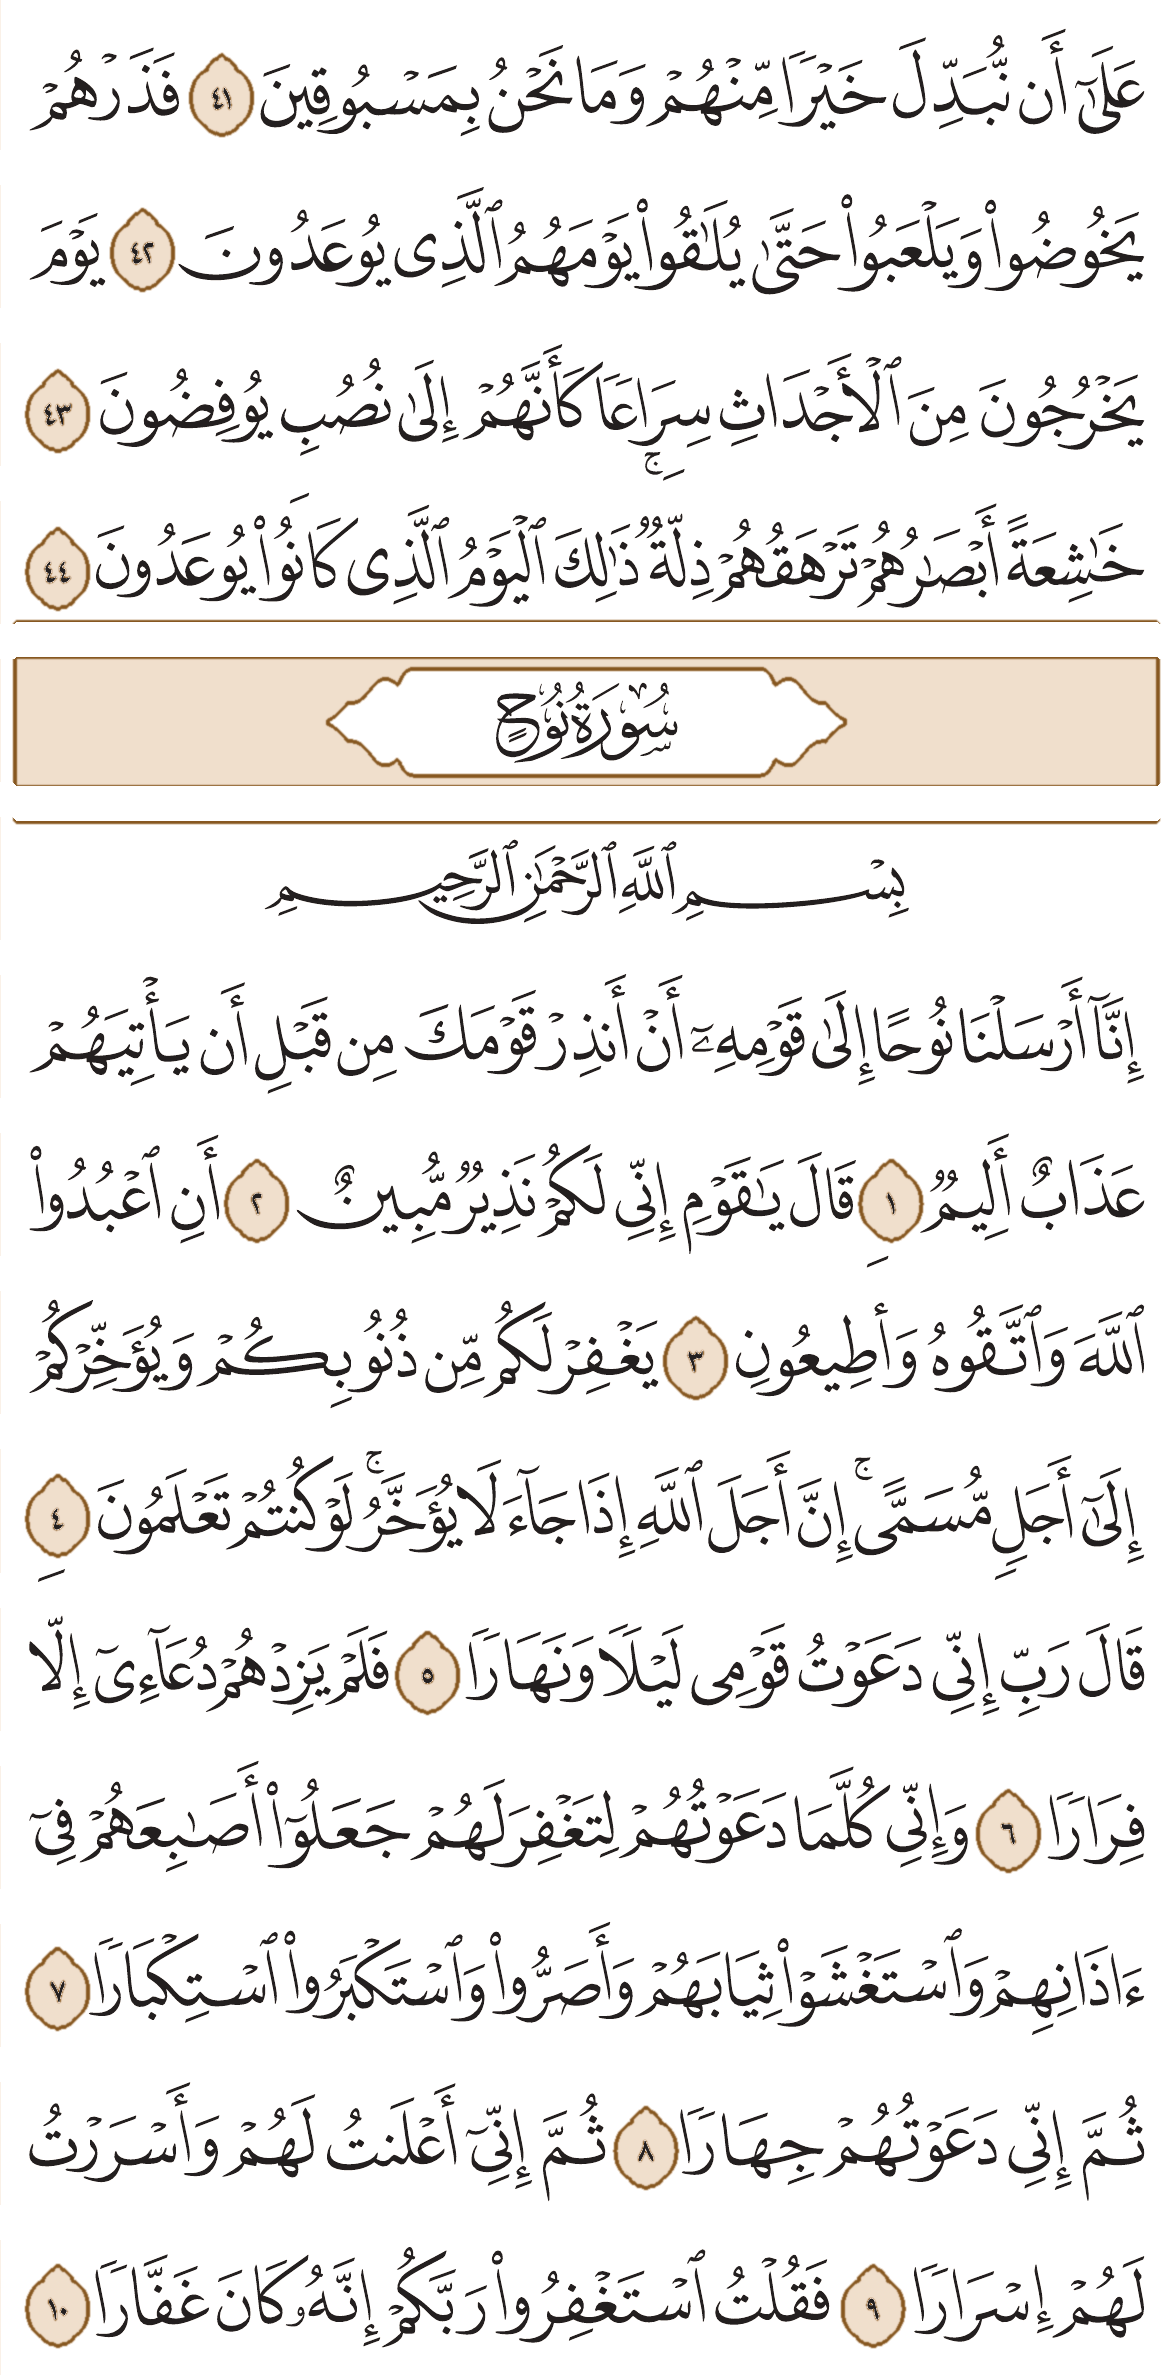 عَلَىٰٓ أَن نُّبَدِّلَ خَيْرٗا مِّنْهُمْ وَمَا نَحْنُ بِمَسْبُوقِينَ ٤١ فَذَرْهُمْ
يَخُوضُوا۟ وَيَلْعَبُوا۟ حَتَّىٰ يُلَٰقُوا۟ يَوْمَهُمُ ٱلَّذِى يُوعَدُونَ ٤٢ يَوْمَ
يَخْرُجُونَ مِنَ ٱلْأَجْدَاثِ سِرَاعٗا كَأَنَّهُمْ إِلَىٰ نُصُبٖ يُوفِضُونَ ٤٣
خَٰشِعَةً أَبْصَٰرُهُمْ تَرْهَقُهُمْ ذِلَّةٞۚ ذَٰلِكَ ٱلْيَوْمُ ٱلَّذِى كَانُوا۟ يُوعَدُونَ ٤٤
سُورَةُ نُوحٍ
بِسْمِ ٱللَّهِ ٱلرَّحْمَٰنِ ٱلرَّحِيمِ
إِنَّآ أَرْسَلْنَا نُوحًا إِلَىٰ قَوْمِهِۦٓ أَنْ أَنذِرْ قَوْمَكَ مِن قَبْلِ أَن يَأْتِيَهُمْ
عَذَابٌ أَلِيمٞ ١ قَالَ يَٰقَوْمِ إِنِّى لَكُمْ نَذِيرٞ مُّبِينٌ ٢ أَنِ ٱعْبُدُوا۟
ٱللَّهَ وَٱتَّقُوهُ وَأَطِيعُونِ ٣ يَغْفِرْ لَكُم مِّن ذُنُوبِكُمْ وَيُؤَخِّرْكُمْ
إِلَىٰٓ أَجَلٖ مُّسَمًّىۚ إِنَّ أَجَلَ ٱللَّهِ إِذَا جَآءَ لَا يُؤَخَّرُۚ لَوْ كُنتُمْ تَعْلَمُونَ ٤
قَالَ رَبِّ إِنِّى دَعَوْتُ قَوْمِى لَيْلٗا وَنَهَارٗا ٥ فَلَمْ يَزِدْهُمْ دُعَآءِىٓ إِلَّا
فِرَارٗا ٦ وَإِنِّى كُلَّمَا دَعَوْتُهُمْ لِتَغْفِرَ لَهُمْ جَعَلُوٓا۟ أَصَٰبِعَهُمْ فِىٓ
ءَاذَانِهِمْ وَٱسْتَغْشَوْا۟ ثِيَابَهُمْ وَأَصَرُّوا۟ وَٱسْتَكْبَرُوا۟ ٱسْتِكْبَارٗا ٧
ثُمَّ إِنِّى دَعَوْتُهُمْ جِهَارٗا ٨ ثُمَّ إِنِّىٓ أَعْلَنتُ لَهُمْ وَأَسْرَرْتُ
لَهُمْ إِسْرَارٗا ٩ فَقُلْتُ ٱسْتَغْفِرُوا۟ رَبَّكُمْ إِنَّهُۥ كَانَ غَفَّارٗا ١٠